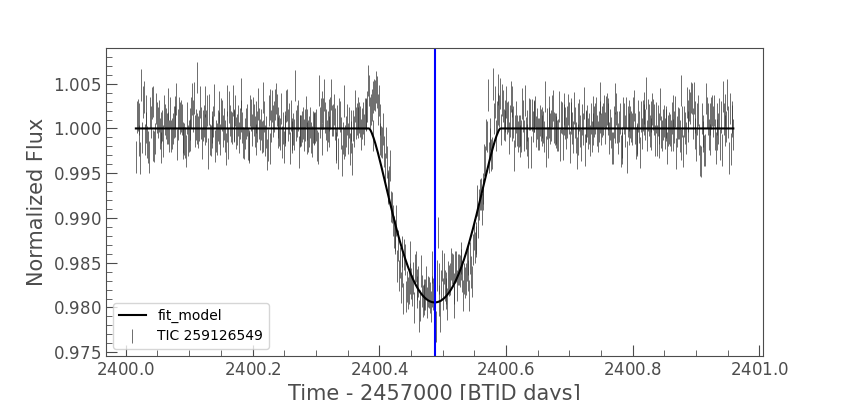 1.005
1.000
0.995
0.990
0.985
0.980
0.975
Normalized Flux
fit_model
TIC 259126549
2400.0 2400.2 2400.4 2400.6 2400.8 2401.0
Time - 2457000 [BTJD days]